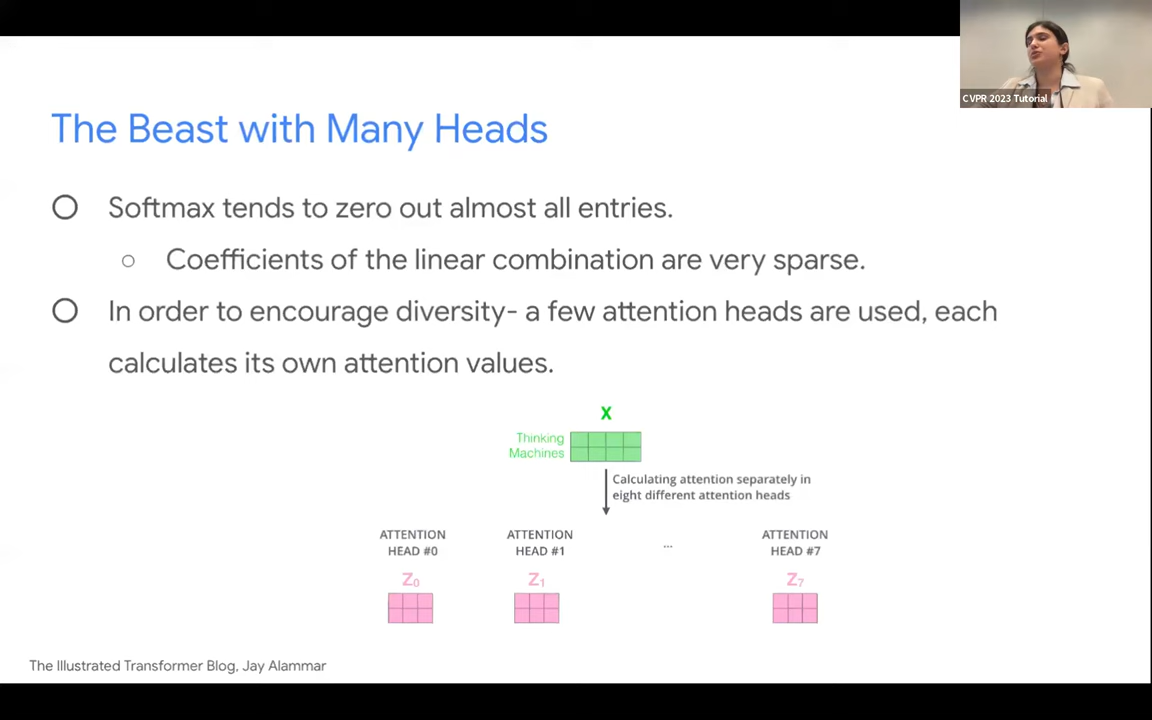 CVPR 2023 Tutorial
The Beast with Many Heads
Softmax tends to zero out almost all entries.
Coefficients of the linear combination are very sparse.
In order to encourage diversity- a few attention heads are used, each
calculates its own attention values.
X
Thinking
Machines
Calculating attention separately in
eight different attention heads
ATTENTION
HEAD #0
ATTENTION
HEAD #1
...
ATTENTION
HEAD #7
Z0
Z1
Z7
The Illustrated Transformer Blog, Jay Alammar